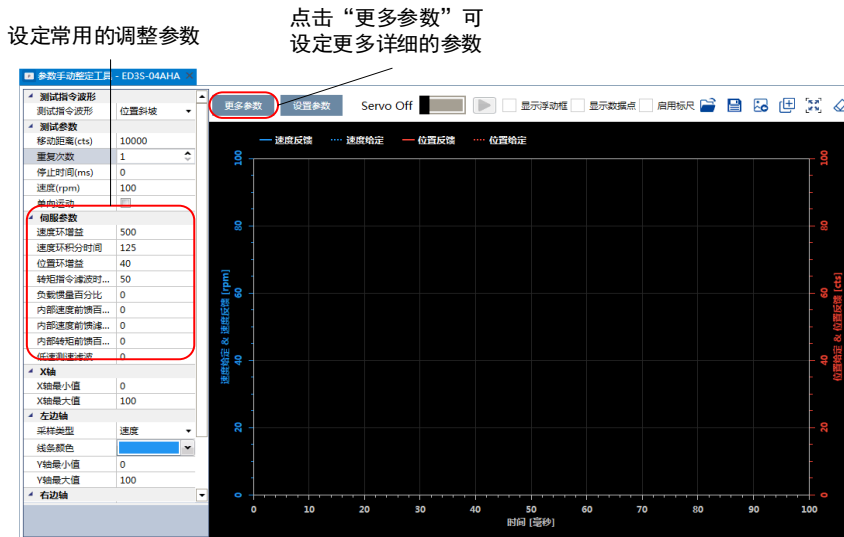 设定常用的调整参数
点击“更多参数”可
设定更多详细的参数
参数手动整定工具 - ED3S-04AHA
测试指令波形
测试指令波形 位置斜坡
测试参数
移动距离(cts) 10000
重复次数 1
停止时间(ms) 0
速度(rpm) 100
单向运动
伺服参数
速度环增益 500
速度环积分时间 125
位置环增益 40
转矩指令滤波时... 50
负载惯量百分比 0
内部速度前馈百... 0
内部速度前馈滤... 0
内部转矩前馈百... 0
低速测速滤波 0
X轴
X轴最小值 0
X轴最大值 100
左边轴
采样类型 速度
线条颜色
Y轴最小值 0
Y轴最大值 100
右边轴
更多参数 设置参数 Servo Off 显示浮动框 显示数据点 启用标尺
速度反馈 速度给定 位置反馈 位置给定
速度给定 & 速度反馈 [rpm]
100
80
60
40
20
0
位置给定 & 位置反馈 [cts]
100
80
60
40
20
0
0 10 20 30 40 50 60 70 80 90 100
时间 [毫秒]